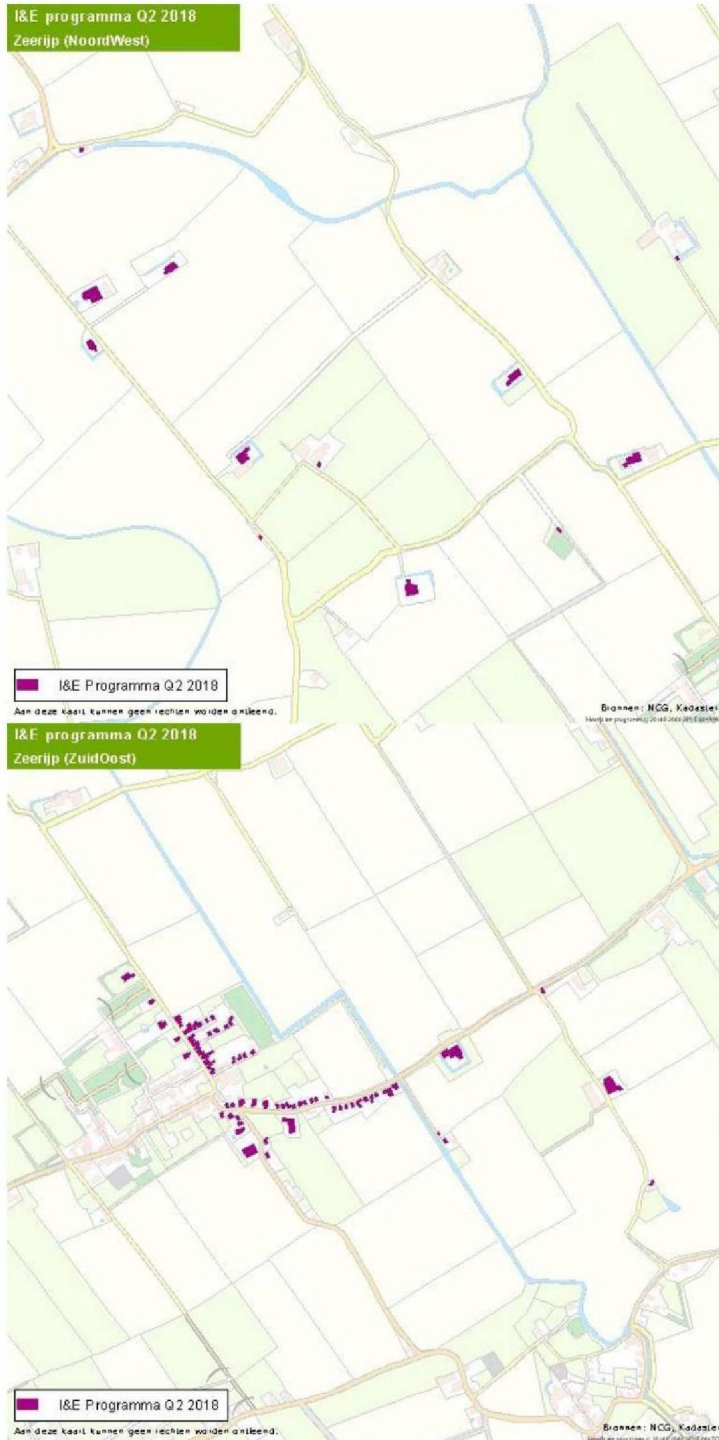 I&E programma Q2 2018
Zeerijp (NoordWest)
I&E Programma Q2 2018
Aan deze kaart kunnen geen rechten worden ontleend.
Bronnen: NCG, Kadaster
I&E programma Q2 2018
Zeerijp (ZuidOost)
I&E Programma Q2 2018
Aan deze kaart kunnen geen rechten worden ontleend.
Bronnen: NCG, Kadaster